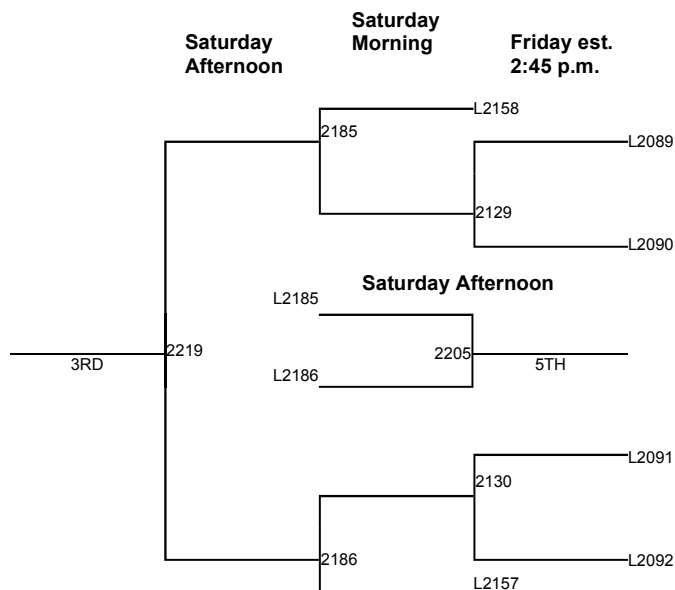 Saturday
Afternoon
Saturday
Morning
Friday est.
2:45 p.m.
L2158
2185
L2089
2129
L2090
Saturday Afternoon
L2185
2219
2205
3RD
5TH
L2186
L2091
2130
2186
L2092
L2157